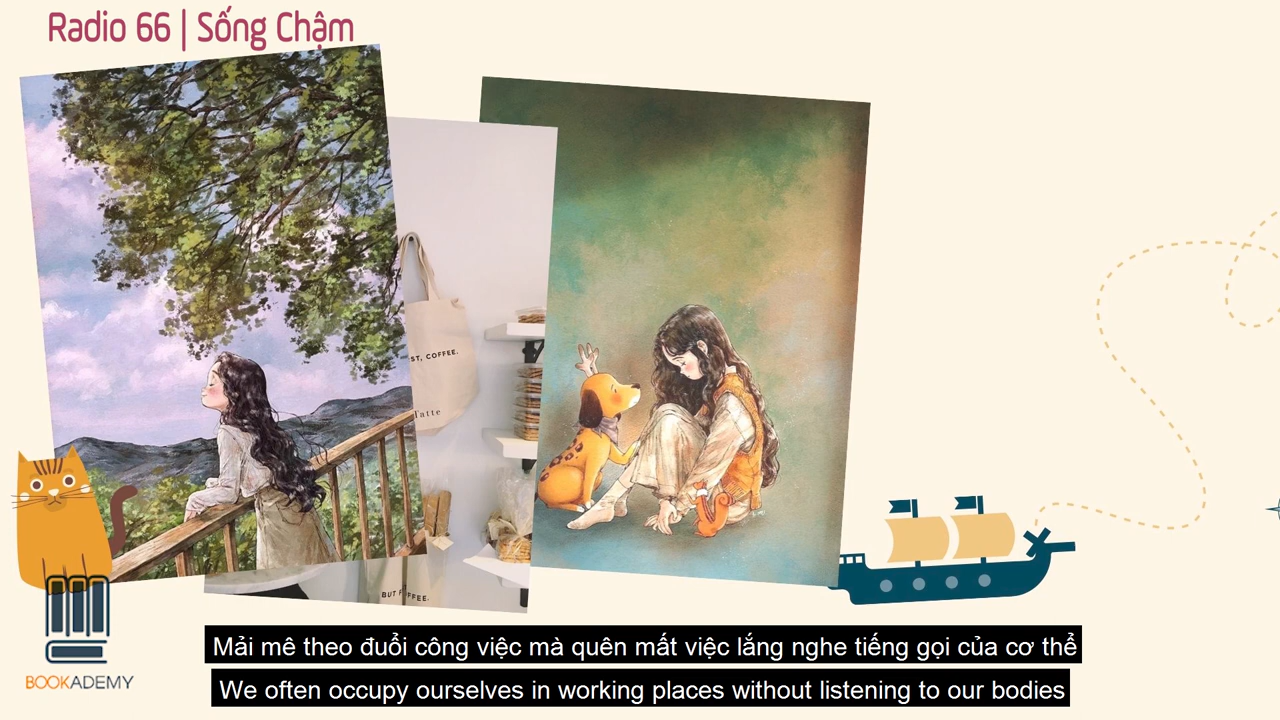 Radio 66 | Sống Chậm
ST, COFFEE.
latte
BUT F
FFEE.
BOOKADEMY
Mải mê theo đuổi công việc mà quên mất việc lắng nghe tiếng gọi của cơ thể
We often occupy ourselves in working places without listening to our bodies